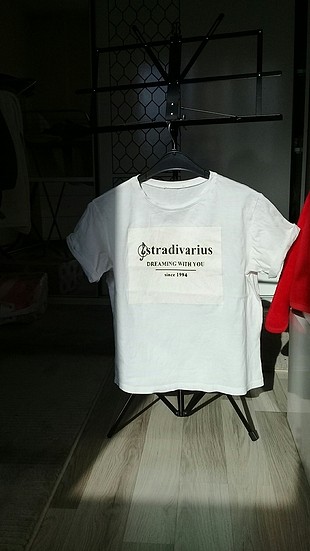 stradivarius
DREAMING WITH YOU
since 1994